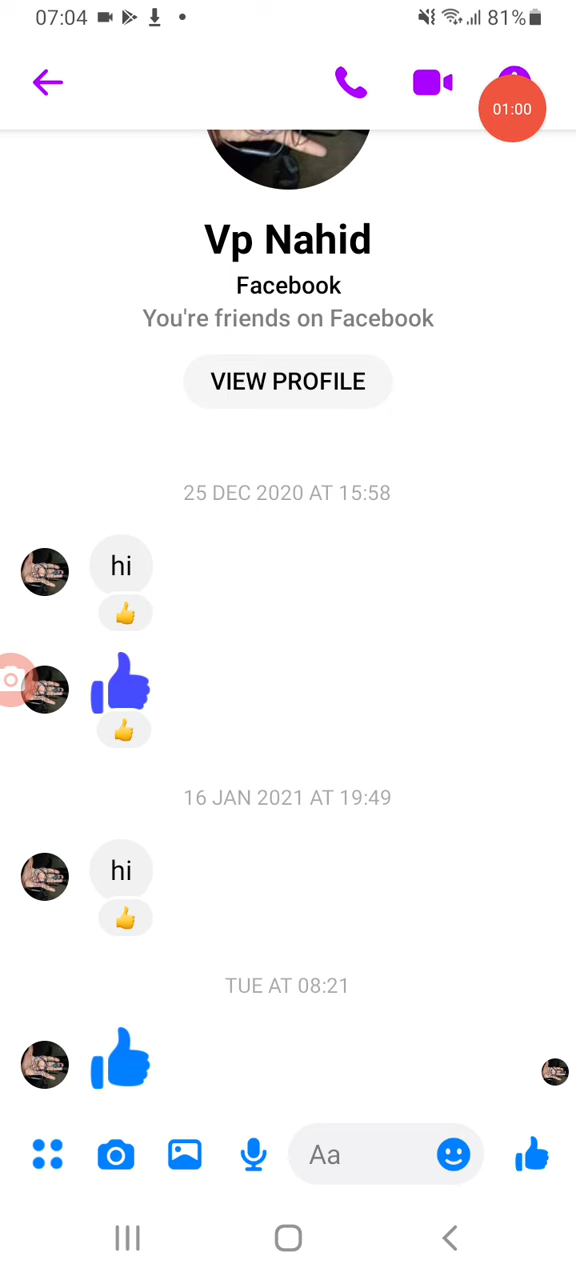 07:04 81%
01:00
Vp Nahid
Facebook
You're friends on Facebook
VIEW PROFILE
25 DEC 2020 AT 15:58
hi
16 JAN 2021 AT 19:49
hi
TUE AT 08:21
Aa